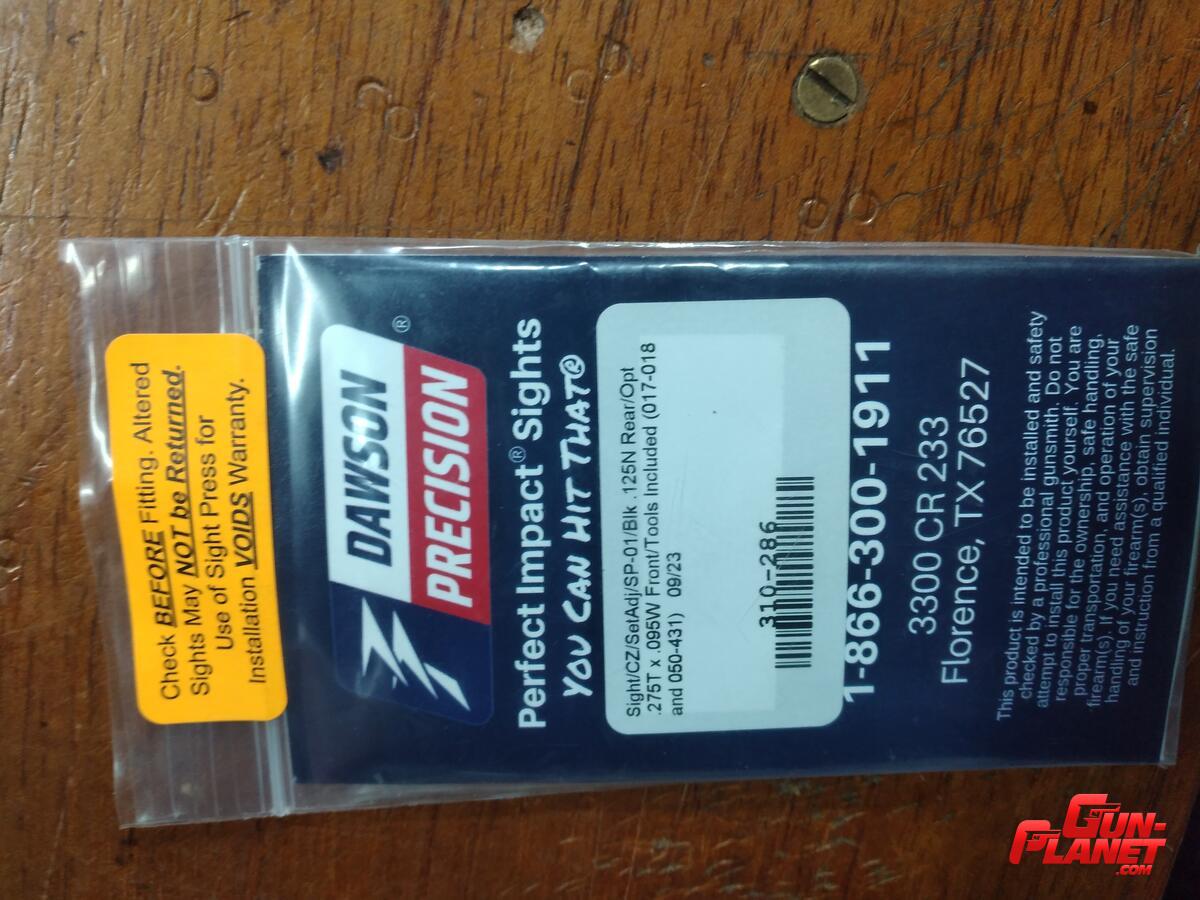 Check BEFORE Fitting. Altered
Sights May NOT be Returned.
Use of Sight Press for
Installation VOIDS Warranty.
DAWSON
PRECISION®
Perfect Impact® Sights
YOU CAN HIT THAT®
Sight/CZ/SetAdj/SP-01/Blk .125N Rear/Opt
.275T x .095W Front/Tools Included (017-018
and 050-431) 09/23
310-286
1-866-300-1911
3300 CR 233
Florence, TX 76527
This product is intended to be installed and safety
checked by a professional gunsmith. Do not
attempt to install this product yourself. You are
responsible for the ownership, safe handling,
proper transportation, and operation of your
firearm(s). If you need assistance with the safe
handling of your firearm(s), obtain supervision
and instruction from a qualified individual.
GUN-
PLANET
.COM